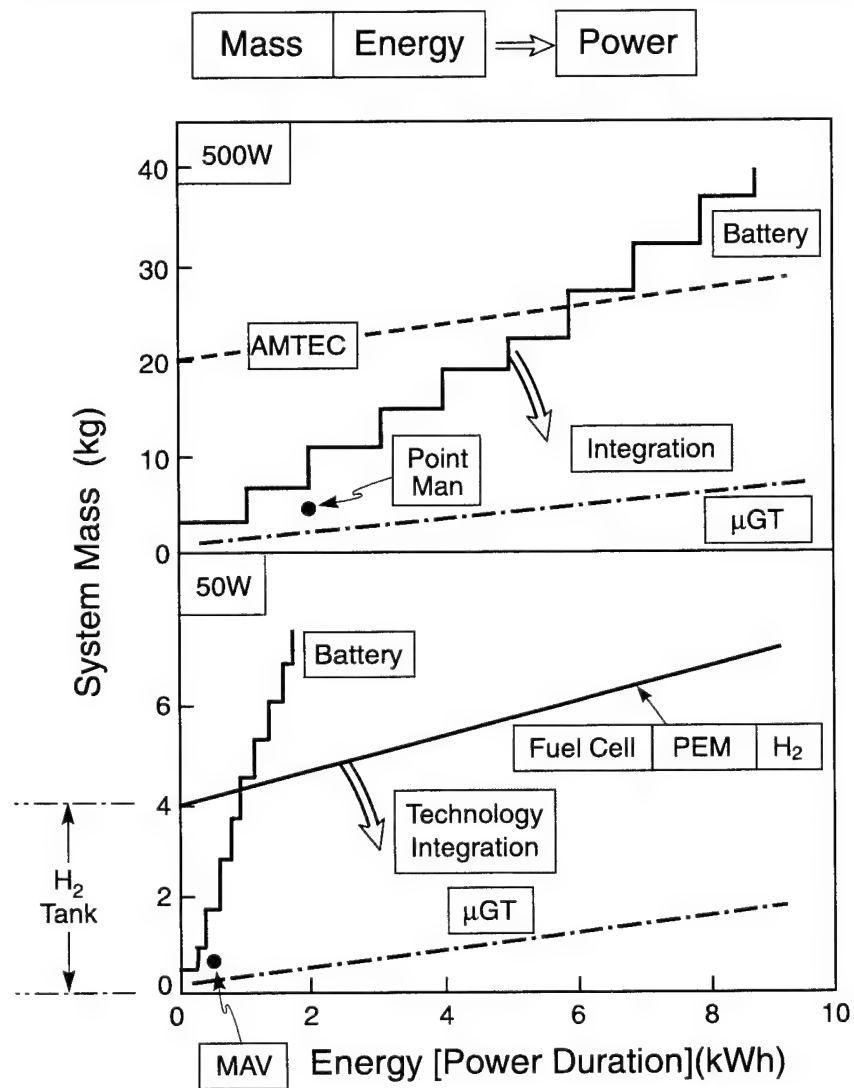 Mass Energy ⇒ Power
500W
40
Battery
30
AMTEC
20
Integration
Point
Man
10
μGT
0
System Mass (kg)
50W
Battery
6
Fuel Cell PEM H₂
4
Technology
Integration
H₂
Tank
2
μGT
0
0 2 4 6 8 10
MAV
Energy [Power Duration](kWh)